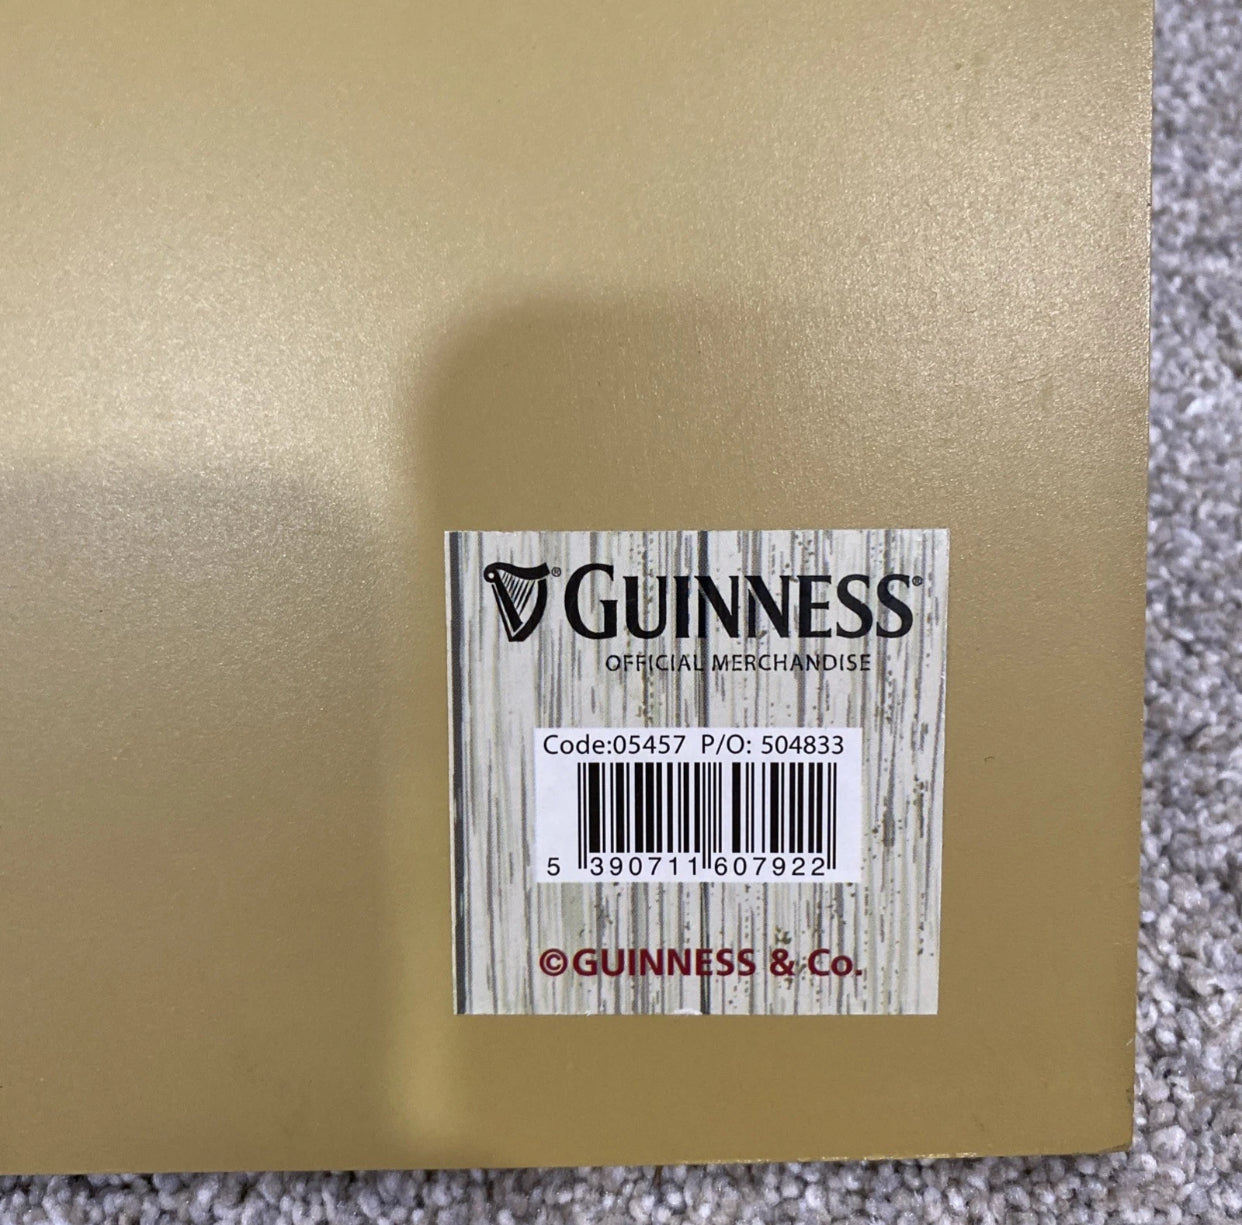 ® GUINNESS®
OFFICIAL MERCHANDISE
Code:05457 P/O: 504833
5 390711 607922
©GUINNESS & Co.